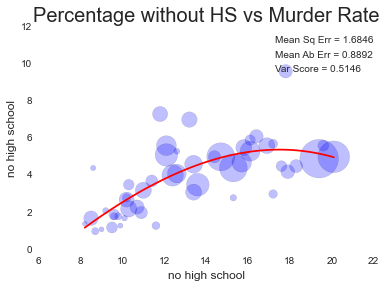 Percentage without HS vs Murder Rate
12
Mean Sq Err = 1.6846
Mean Ab Err = 0.8892
Var Score = 0.5146
10
8
6
4
2
0
no high school
6 8 10 12 14 16 18 20 22
no high school